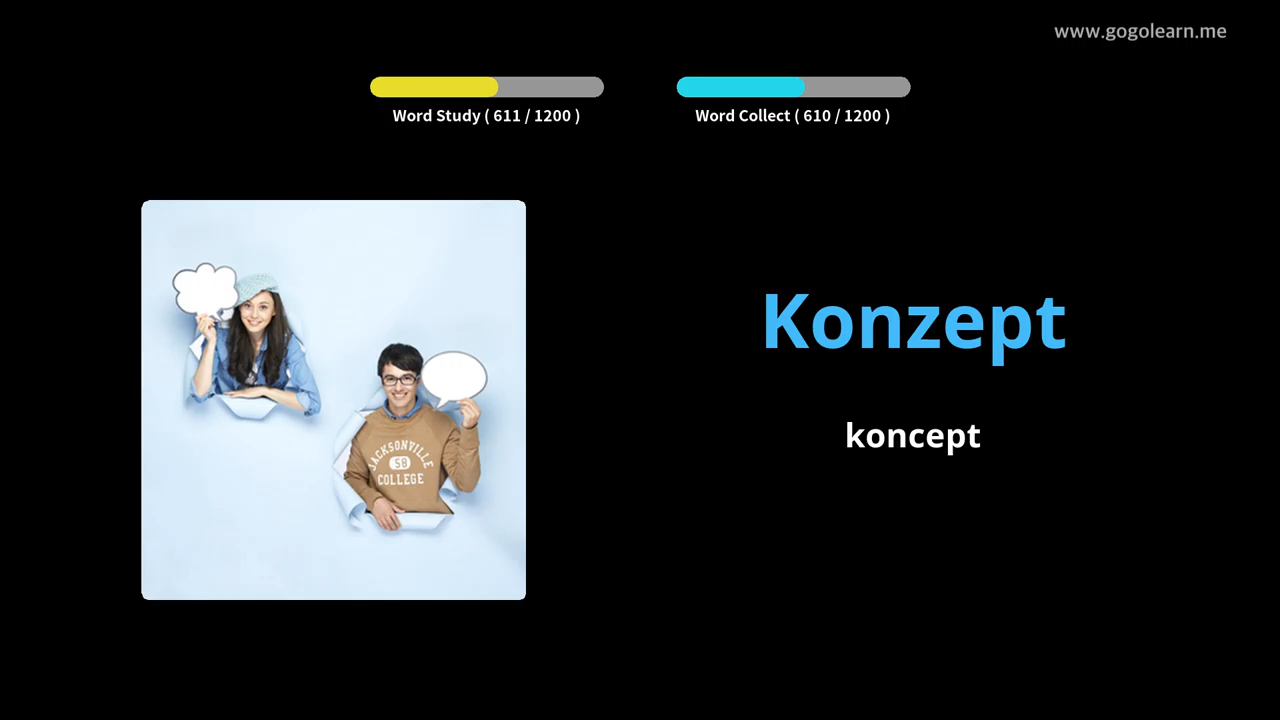 www.gogolearn.me
Word Study ( 611 / 1200 )
Word Collect ( 610 / 1200 )
Konzept
koncept
JACKSONVILLE
58
COLLEGE